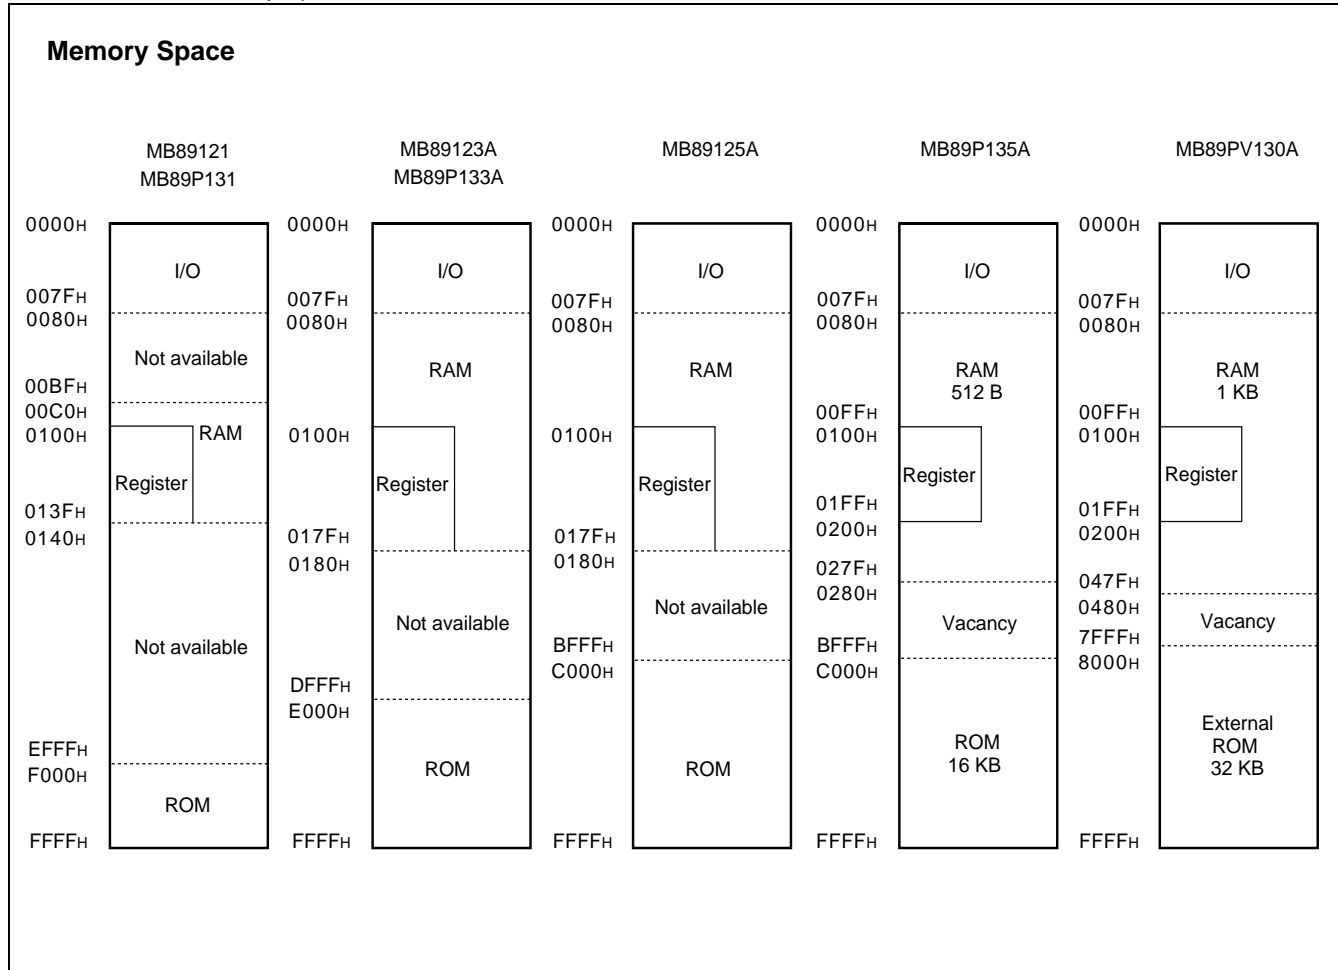 Memory Space
MB89121
MB89P131
0000H
I/O
007FH
0080H
Not available
00BFH
00C0H
0100H
RAM
Register
013FH
0140H
Not available
EFFFH
F000H
ROM
FFFFH
MB89123A
MB89P133A
0000H
I/O
007FH
0080H
RAM
0100H
Register
017FH
0180H
Not available
DFFFH
E000H
ROM
FFFFH
MB89125A
0000H
I/O
007FH
0080H
RAM
0100H
Register
017FH
0180H
Not available
BFFFH
C000H
ROM
FFFFH
MB89P135A
0000H
I/O
007FH
0080H
RAM
512 B
00FFH
0100H
Register
01FFH
0200H
027FH
0280H
Vacancy
BFFFH
C000H
ROM
16 KB
FFFFH
MB89PV130A
0000H
I/O
007FH
0080H
RAM
1 KB
00FFH
0100H
Register
01FFH
0200H
047FH
0480H
Vacancy
7FFFH
8000H
External
ROM
32 KB
FFFFH